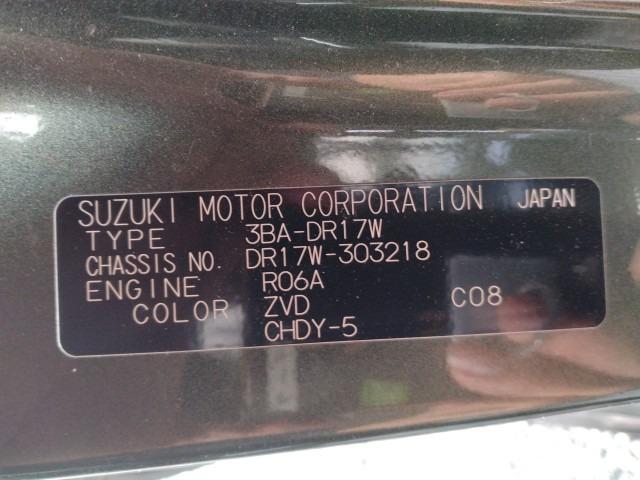 SUZUKI MOTOR CORPORATION JAPAN
TYPE 3BA-DR17W
CHASSIS NO. DR17W-303218
ENGINE R06A
COLOR ZVD C08
CHDY-5